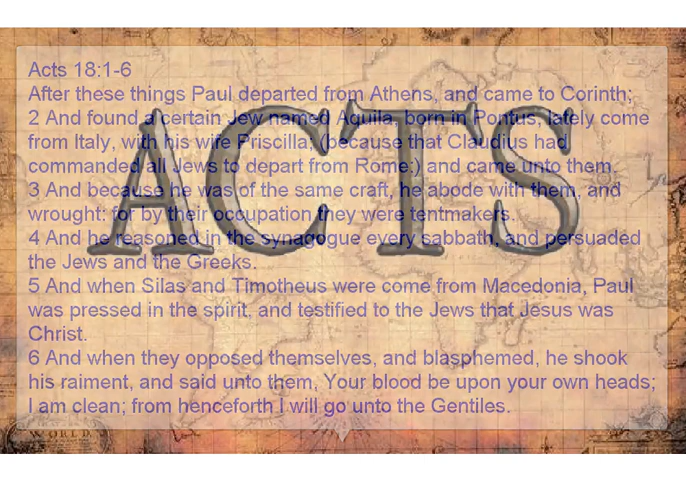 Acts 18:1-6
After these things Paul departed from Athens, and came to Corinth;
2 And found a certain Jew named Aquila, born in Pontus, lately come
from Italy, with his wife Priscilla; (because that Claudius had
commanded all Jews to depart from Rome:) and came unto them.
3 And because he was of the same craft, he abode with them, and
wrought: for by their occupation they were tentmakers.
4 And he reasoned in the synagogue every sabbath, and persuaded
the Jews and the Greeks.
5 And when Silas and Timotheus were come from Macedonia, Paul
was pressed in the spirit, and testified to the Jews that Jesus was
Christ.
6 And when they opposed themselves, and blasphemed, he shook
his raiment, and said unto them, Your blood be upon your own heads;
I am clean; from henceforth I will go unto the Gentiles.
ACTS
WORLD